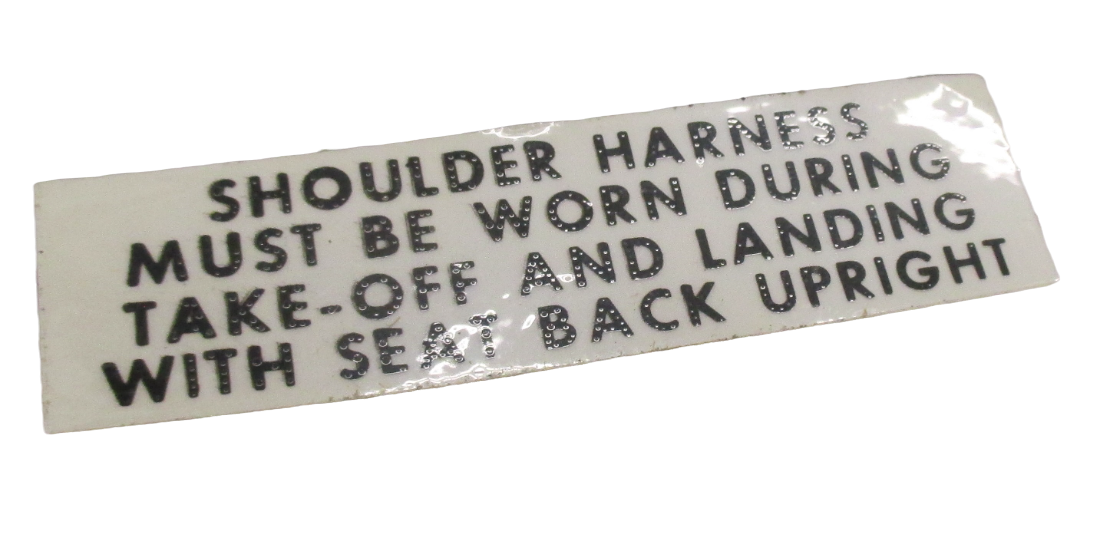 SHOULDER HARNESS
MUST BE WORN DURING
TAKE-OFF AND LANDING
WITH SEAT BACK UPRIGHT